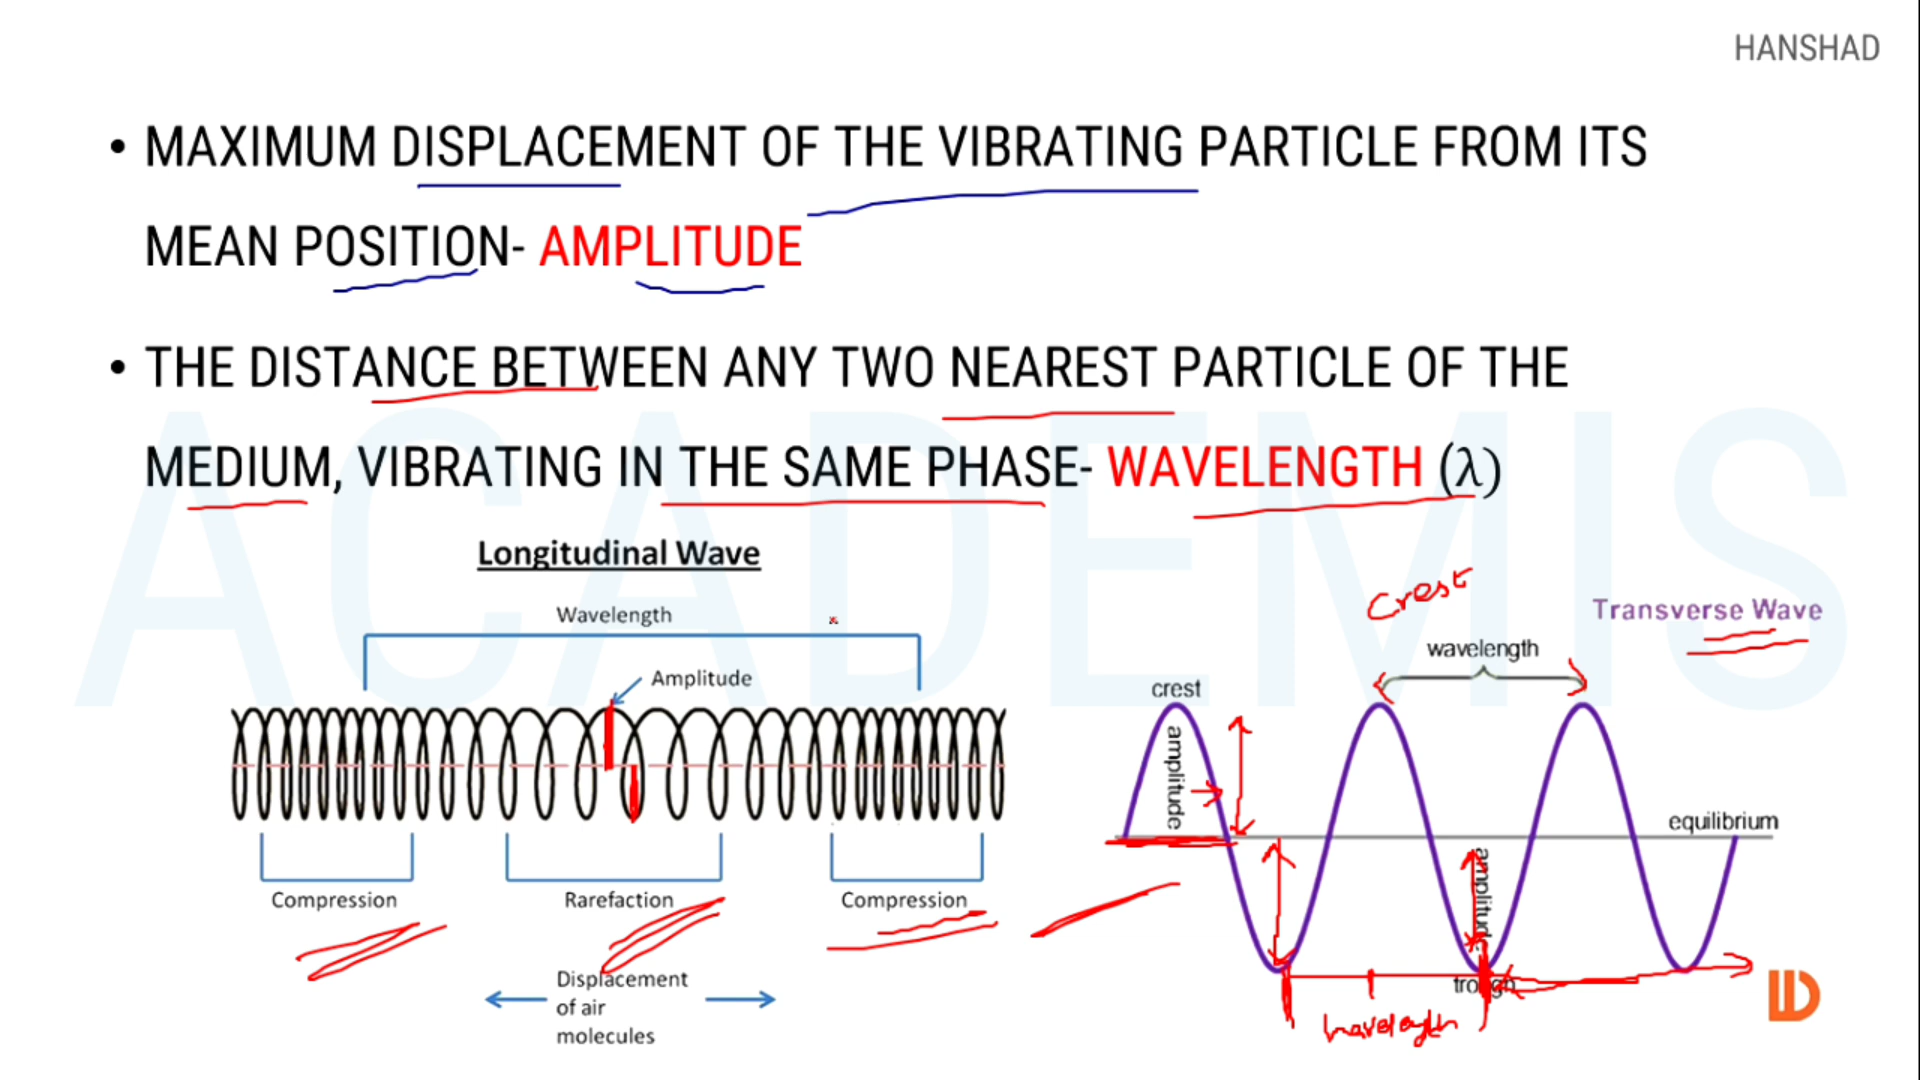 HANSHAD
• MAXIMUM DISPLACEMENT OF THE VIBRATING PARTICLE FROM ITS
MEAN POSITION- AMPLITUDE
• THE DISTANCE BETWEEN ANY TWO NEAREST PARTICLE OF THE
MEDIUM, VIBRATING IN THE SAME PHASE- WAVELENGTH (λ)
ACADEMIS
Longitudinal Wave
Wavelength
Amplitude
Compression
Rarefaction
Compression
Displacement
of air
molecules
Crest
Transverse Wave
wavelength
crest
amplitude
equilibrium
amplitude
trough
wavelength